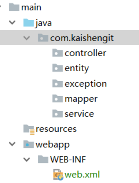 main
java
com.kaishengit
controller
entity
exception
mapper
service
resources
webapp
WEB-INF
web.xml